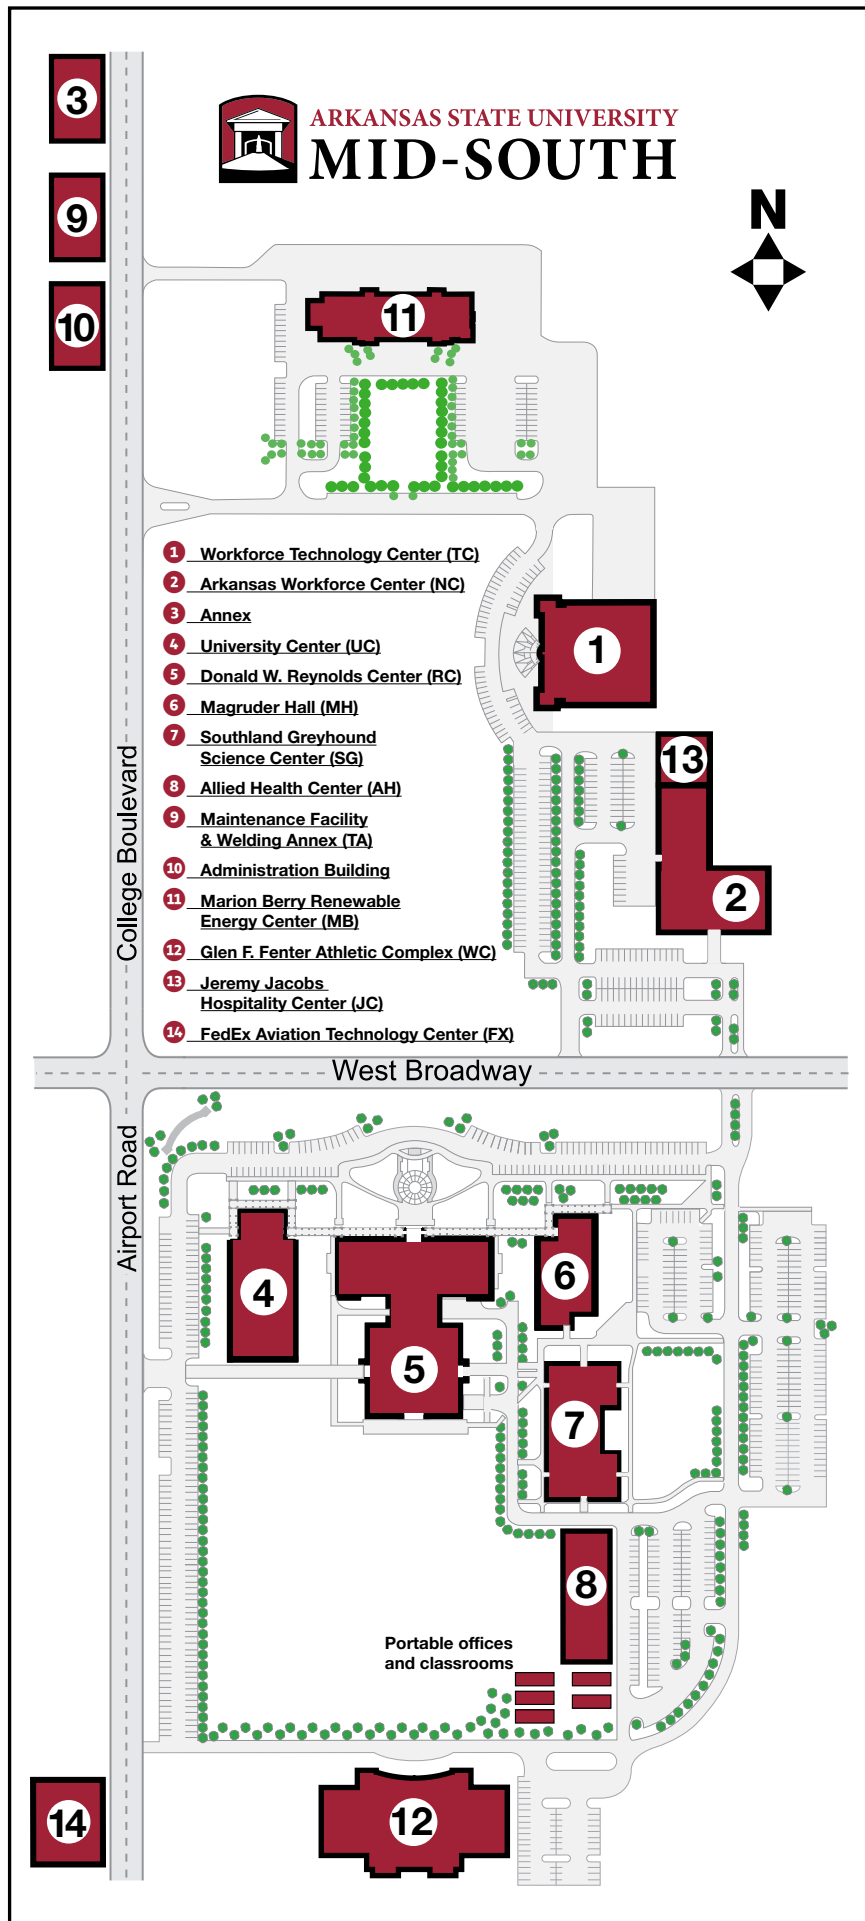 3
ARKANSAS STATE UNIVERSITY
MID-SOUTH
9
N
10
11
1 Workforce Technology Center (TC)
2 Arkansas Workforce Center (NC)
3 Annex
4 University Center (UC)
5 Donald W. Reynolds Center (RC)
6 Magruder Hall (MH)
7 Southland Greyhound
Science Center (SG)
8 Allied Health Center (AH)
9 Maintenance Facility
& Welding Annex (TA)
10 Administration Building
11 Marion Berry Renewable
Energy Center (MB)
12 Glen F. Fenter Athletic Complex (WC)
13 Jeremy Jacobs
Hospitality Center (JC)
14 FedEx Aviation Technology Center (FX)
1
13
2
College Boulevard
West Broadway
Airport Road
4
6
5
7
8
Portable offices
and classrooms
14
12